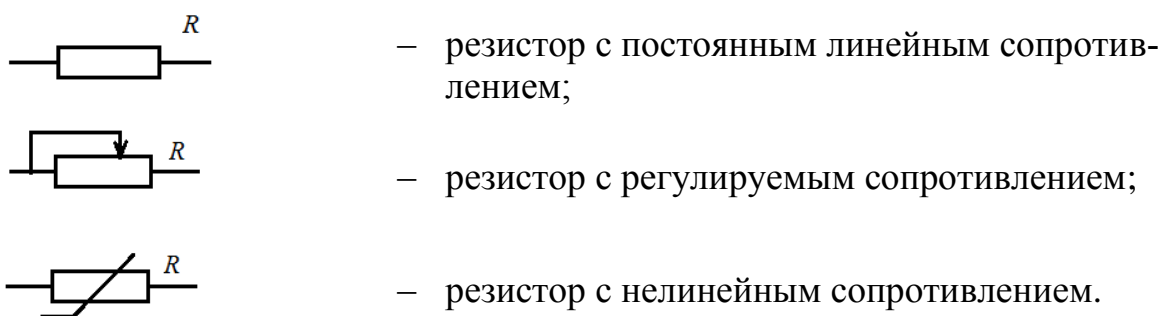 R
– резистор с постоянным линейным сопротив-
лением;
R
– резистор с регулируемым сопротивлением;
R
– резистор с нелинейным сопротивлением.